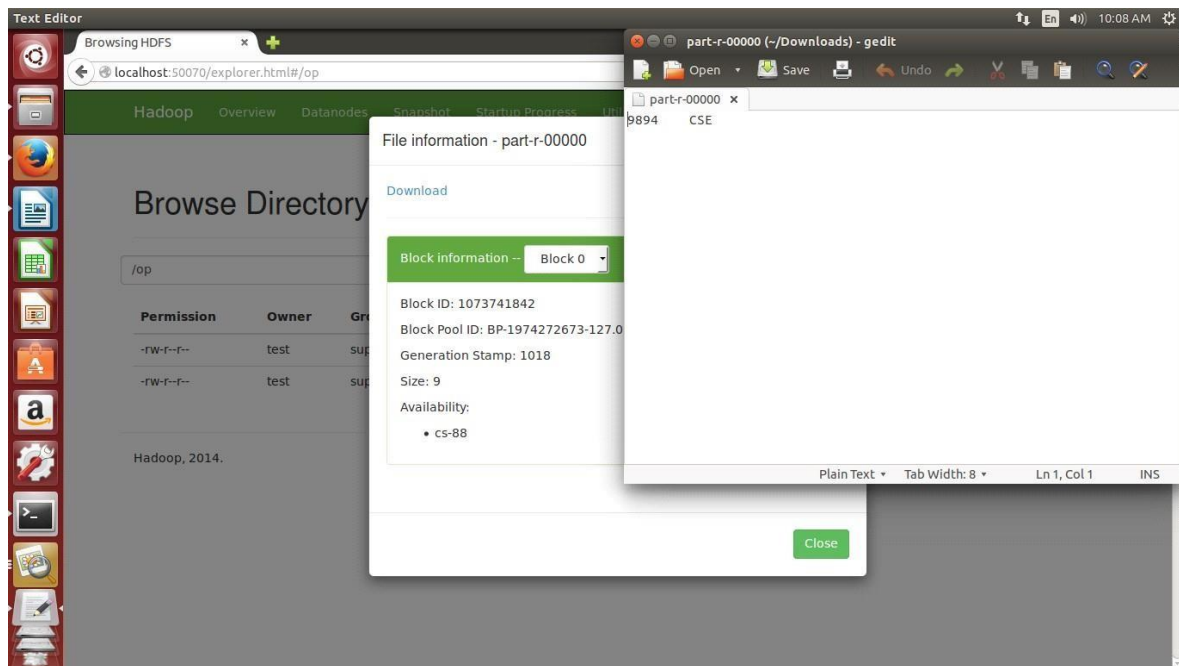 Text Editor
En
10:08 AM
Browsing HDFS
localhost:50070/explorer.html#/op
Hadoop Overview Datanodes Snapshot Startup Progress
Browse Directory
/op
Permission Owner
-rw-r--r-- test
-rw-r--r-- test
Hadoop, 2014.
File information - part-r-00000
Download
Block information -- Block 0
Block ID: 1073741842
Block Pool ID: BP-1974272673-127.0
Generation Stamp: 1018
Size: 9
Availability:
• cs-88
Close
part-r-00000 (~/Downloads) - gedit
Open Save Undo
part-r-00000
9894 CSE
Plain Text Tab Width: 8 Ln 1, Col 1 INS